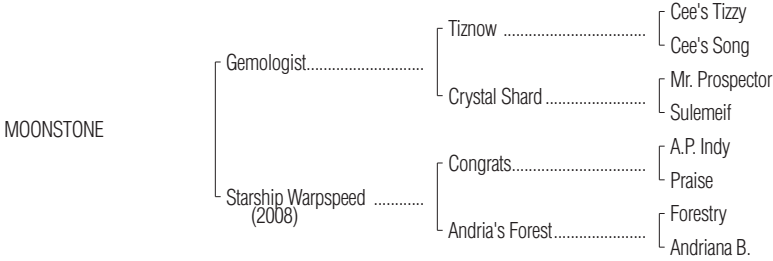 Cee's Tizzy
Tiznow ..................................
Cee's Song
Gemologist............................
Mr. Prospector
Crystal Shard ........................
Sulemeif
MOONSTONE
A.P. Indy
Congrats................................
Praise
Starship Warpspeed ............
(2008)
Forestry
Andria's Forest......................
Andriana B.